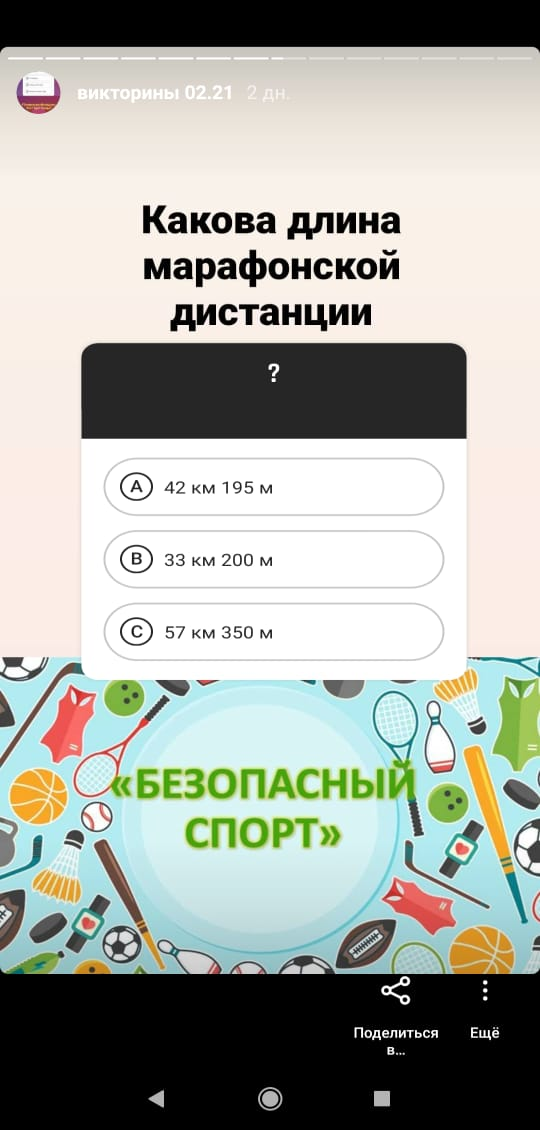 викторины 02.21 2 дн.
Какова длина
марафонской
дистанции
?
A 42 км 195 м
B 33 км 200 м
C 57 км 350 м
«БЕЗОПАСНЫЙ
СПОРТ»
Поделиться
в...
Ещё